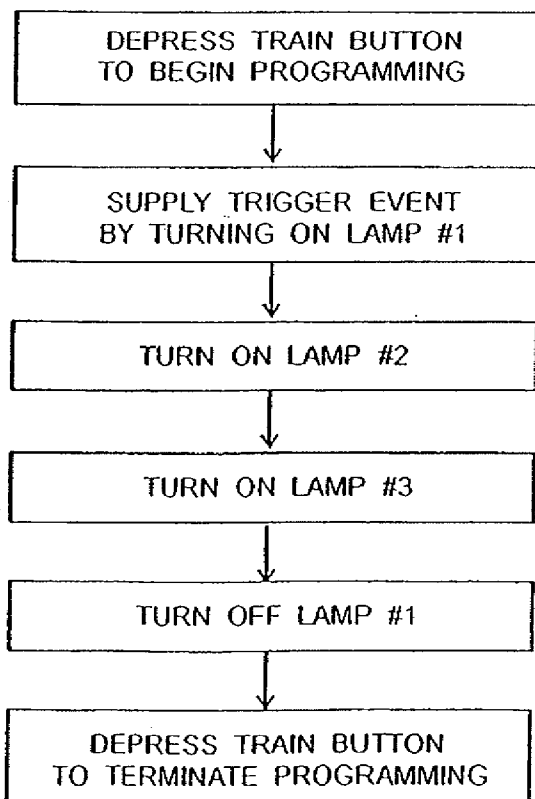 DEPRESS TRAIN BUTTON
TO BEGIN PROGRAMMING
SUPPLY TRIGGER EVENT
BY TURNING ON LAMP #1
TURN ON LAMP #2
TURN ON LAMP #3
TURN OFF LAMP #1
DEPRESS TRAIN BUTTON
TO TERMINATE PROGRAMMING